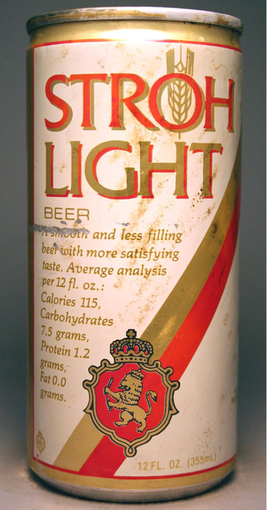 STROH
LIGHT
BEER
A smooth and less filling
beer with more satisfying
taste. Average analysis
per 12 fl. oz.:
Calories 115,
Carbohydrates
7.5 grams,
Protein 1.2
grams,
Fat 0.0
grams.
12 FL. OZ. (355mL)